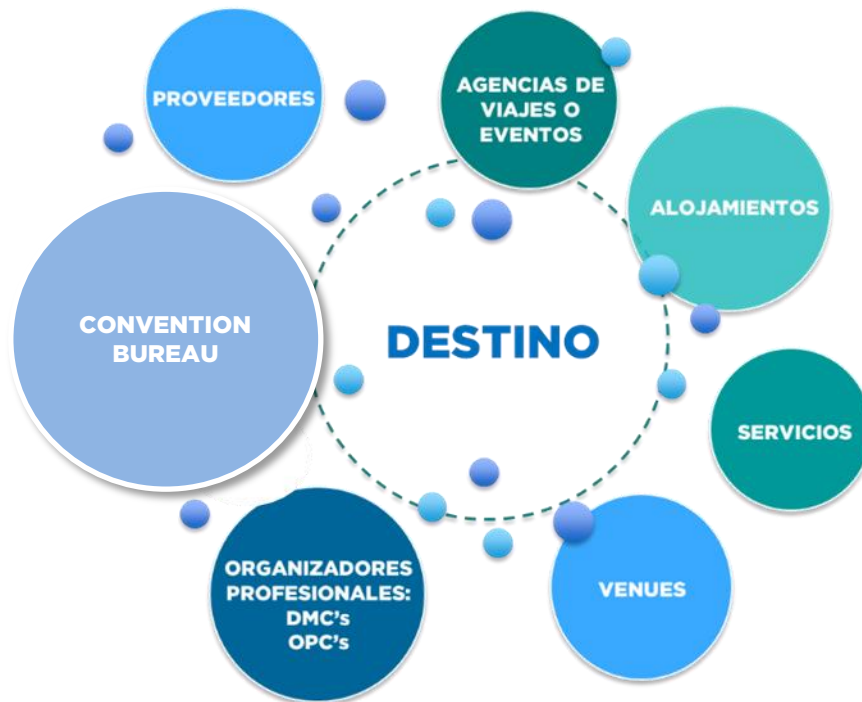 PROVEEDORES
AGENCIAS DE
VIAJES O
EVENTOS
ALOJAMIENTOS
CONVENTION
BUREAU
DESTINO
SERVICIOS
ORGANIZADORES
PROFESIONALES:
DMC's
OPC's
VENUES